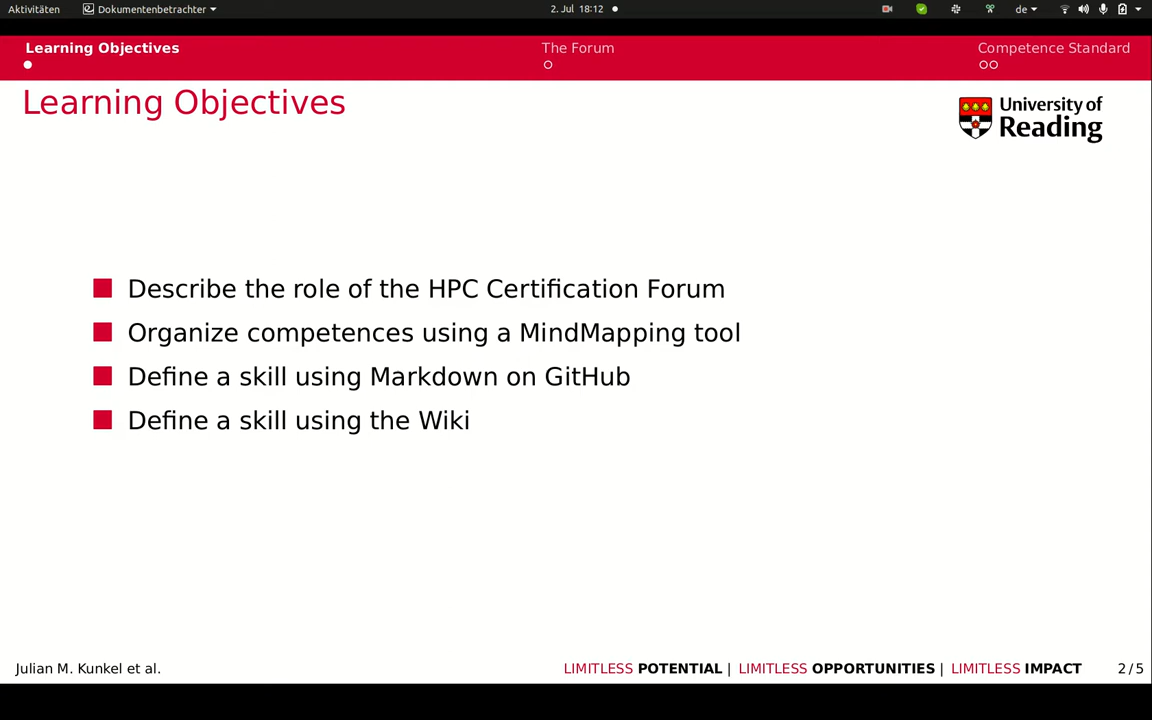 Aktivitäten Dokumentenbetrachter 2. Jul 18:12 de
Learning Objectives The Forum Competence Standard
Learning Objectives
University of
Reading
Describe the role of the HPC Certification Forum
Organize competences using a MindMapping tool
Define a skill using Markdown on GitHub
Define a skill using the Wiki
Julian M. Kunkel et al. LIMITLESS POTENTIAL | LIMITLESS OPPORTUNITIES | LIMITLESS IMPACT 2/5